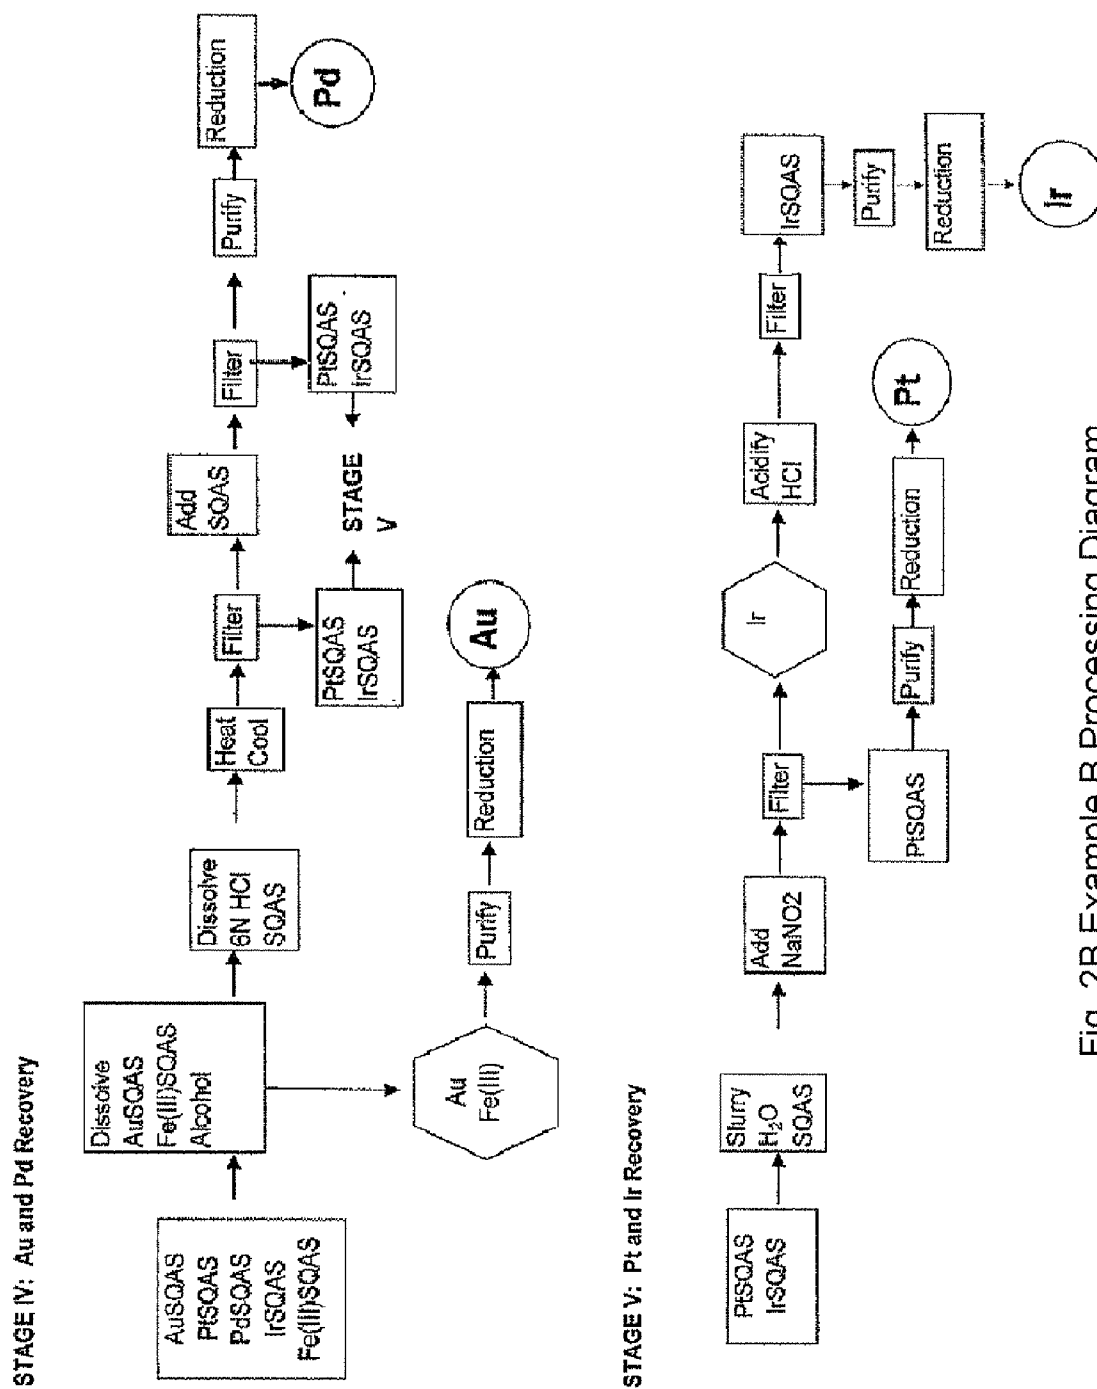 STAGE IV: Au and Pd Recovery
AuSQAS
PtSQAS
PdSQAS
IrSQAS
Fe(III)SQAS
Dissolve
AuSQAS
Fe(III)SQAS
Alcohol
Dissolve
6N HCl
SQAS
Heat
Cool
Filter
Add
SQAS
Filter
Purify
Reduction
Pd
PtSQAS
IrSQAS
STAGE
V
PtSQAS
IrSQAS
Au
Fe(III)
Purify
Reduction
Au
STAGE V: Pt and Ir Recovery
PtSQAS
IrSQAS
Slurry
H₂O
SQAS
Add
NaNO2
Filter
Ir
Acidify
HCl
Filter
IrSQAS
Purify
Reduction
Ir
PtSQAS
Purify
Reduction
Pt
Fig. 2B Example B Processing Diagram